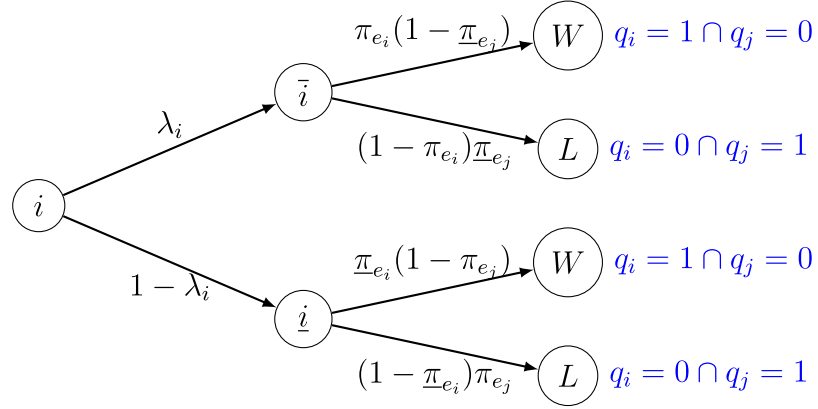 π_{e_i}(1 − \underline{π}_{e_j})
W q_i = 1 ∩ q_j = 0
\bar{i}
λ_i
(1 − π_{e_i})\underline{π}_{e_j}
L q_i = 0 ∩ q_j = 1
i
\underline{π}_{e_i}(1 − π_{e_j})
W q_i = 1 ∩ q_j = 0
1 − λ_i
\underline{i}
(1 − \underline{π}_{e_i})π_{e_j}
L q_i = 0 ∩ q_j = 1